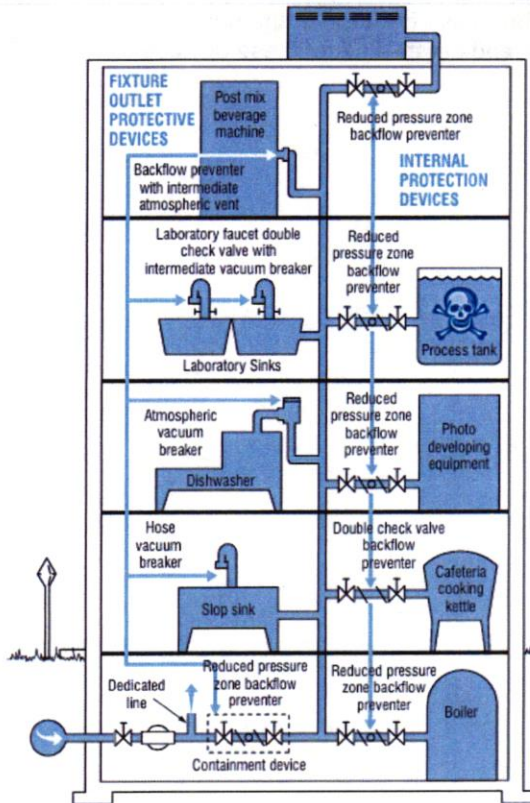 FIXTURE
OUTLET
PROTECTIVE
DEVICES
Post mix
beverage
machine
Reduced pressure zone
backflow preventer
INTERNAL
PROTECTION
DEVICES
Backflow preventer
with intermediate
atmospheric vent
Laboratory faucet double
check valve with
intermediate vacuum breaker
Reduced
pressure zone
backflow
preventer
Laboratory Sinks
Process tank
Atmospheric
vacuum
breaker
Dishwasher
Reduced
pressure zone
backflow
preventer
Photo
developing
equipment
Hose
vacuum
breaker
Slop sink
Double check valve
backflow
preventer
Cafeteria
cooking
kettle
Dedicated
line
Reduced pressure
zone backflow
preventer
Containment device
Reduced pressure
zone backflow
preventer
Boiler